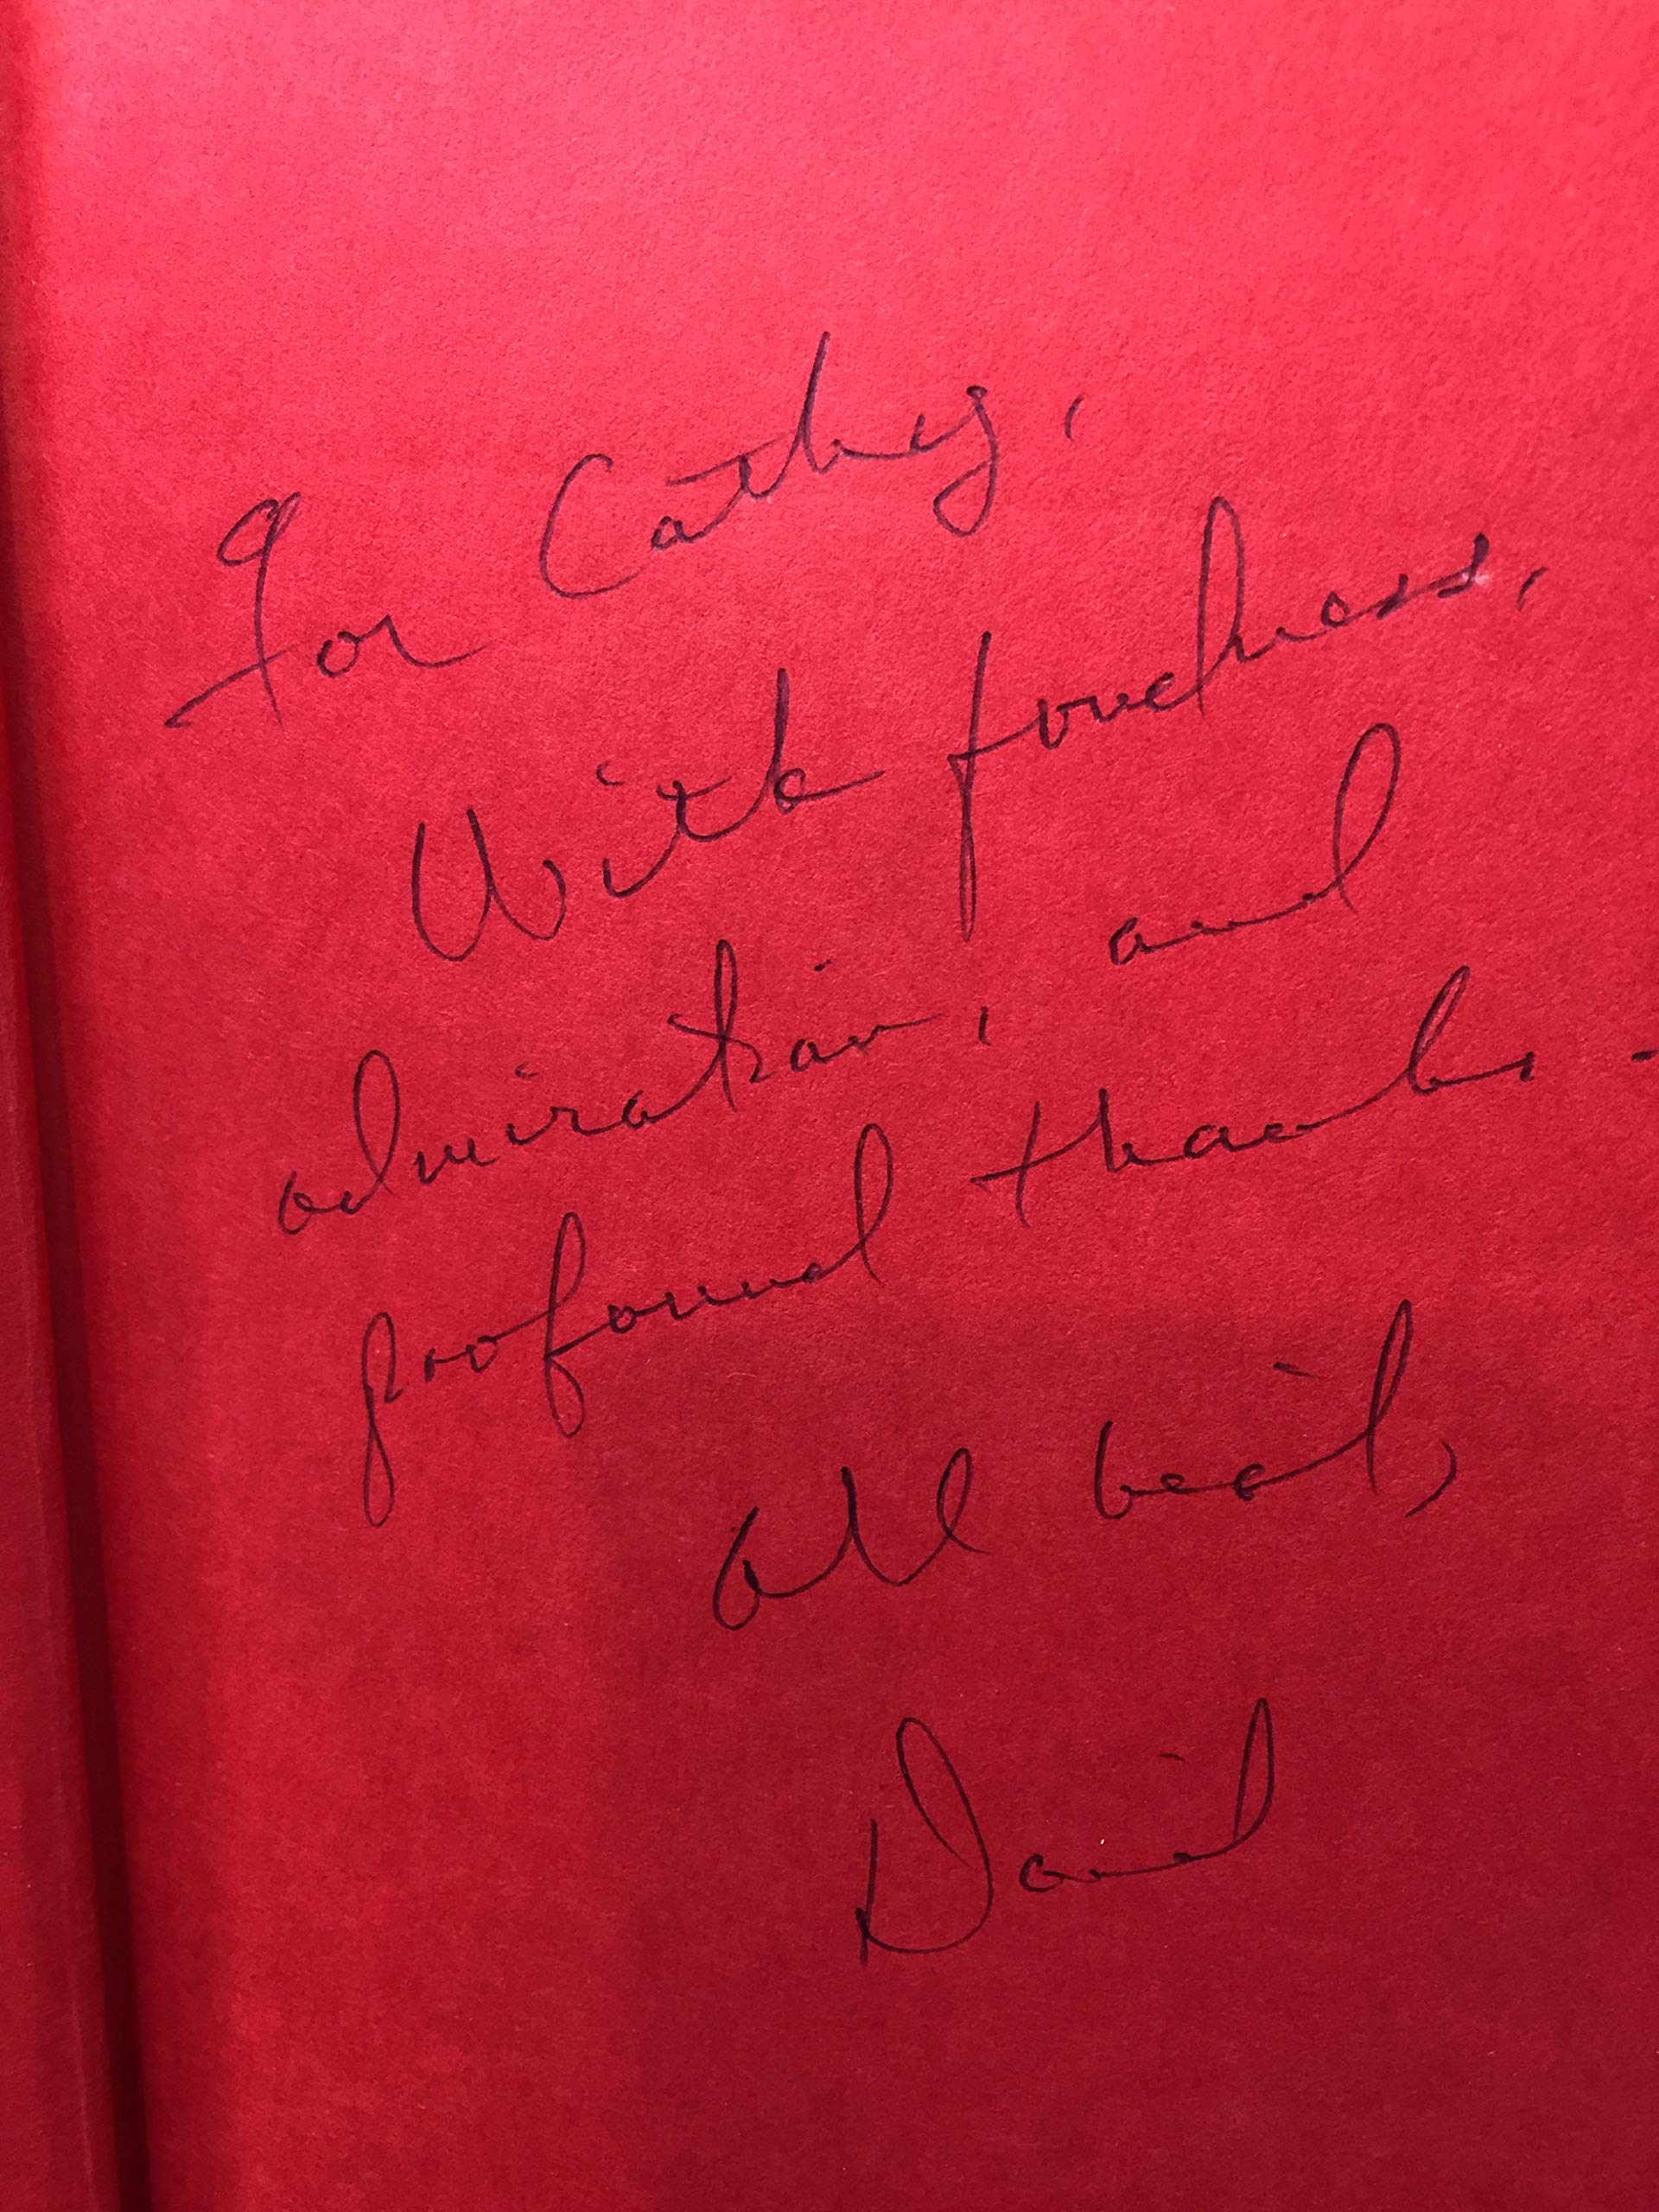 For Cathy,
With fondness,
admiration, and
profound thanks -
All best,
David